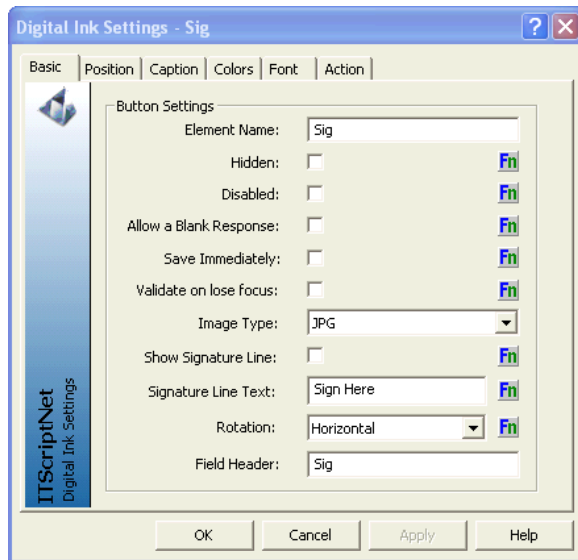 Digital Ink Settings - Sig
?
X
Basic Position Caption Colors Font Action
Button Settings
Element Name: Sig
Hidden: Fn
Disabled: Fn
Allow a Blank Response: Fn
Save Immediately: Fn
Validate on lose focus: Fn
Image Type: JPG
Show Signature Line: Fn
Signature Line Text: Sign Here Fn
Rotation: Horizontal Fn
Field Header: Sig
ITScriptNet
Digital Ink Settings
OK Cancel Apply Help